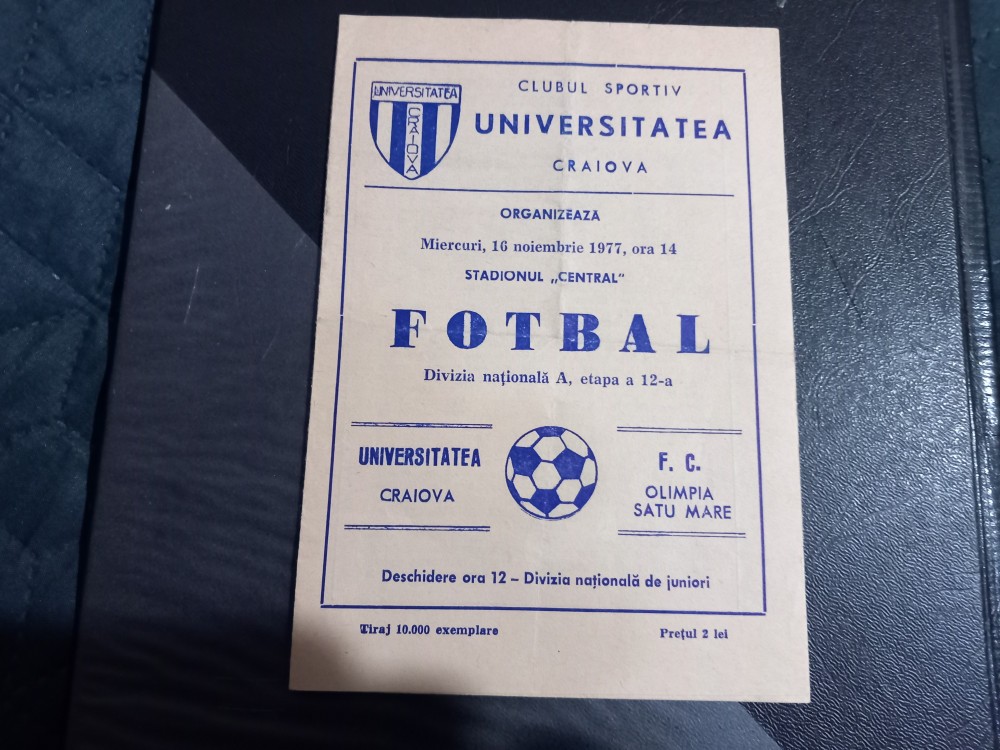 UNIVERSITATEA
CRAIOVA
CLUBUL SPORTIV
UNIVERSITATEA
CRAIOVA
ORGANIZEAZĂ
Miercuri, 16 noiembrie 1977, ora 14
STADIONUL „CENTRAL"
FOTBAL
Divizia națională A, etapa a 12-a
UNIVERSITATEA
CRAIOVA
F. C.
OLIMPIA
SATU MARE
Deschidere ora 12 – Divizia națională de juniori
Tiraj 10.000 exemplare
Prețul 2 lei